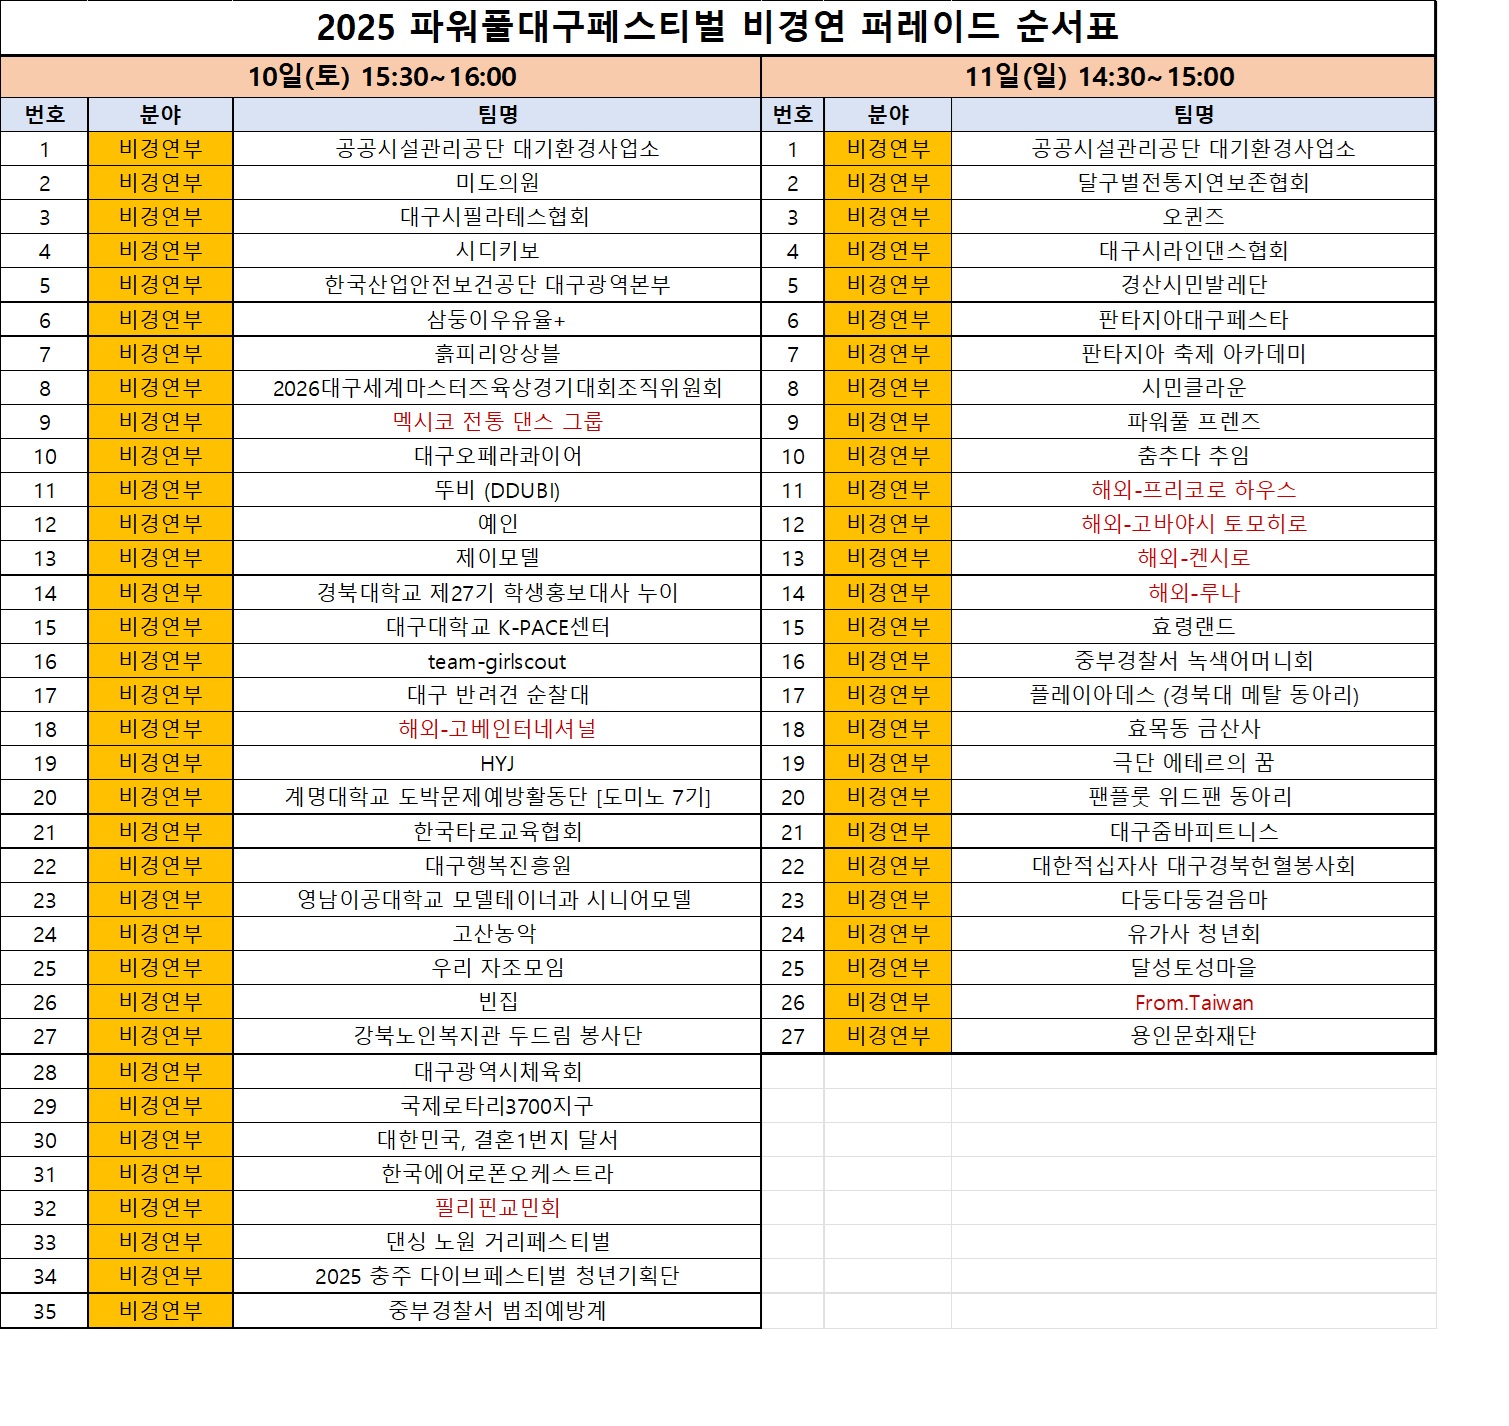 2025 파워풀대구페스티벌 비경연 퍼레이드 순서표
10일(토) 15:30~16:00 11일(일) 14:30~15:00
번호 분야 팀명 번호 분야 팀명
1 비경연부 공공시설관리공단 대기환경사업소 1 비경연부 공공시설관리공단 대기환경사업소
2 비경연부 미도의원 2 비경연부 달구벌전통지연보존협회
3 비경연부 대구시필라테스협회 3 비경연부 오퀸즈
4 비경연부 시디키보 4 비경연부 대구시라인댄스협회
5 비경연부 한국산업안전보건공단 대구광역본부 5 비경연부 경산시민발레단
6 비경연부 삼둥이우유율+ 6 비경연부 판타지아대구페스타
7 비경연부 흙피리앙상블 7 비경연부 판타지아 축제 아카데미
8 비경연부 2026대구세계마스터즈육상경기대회조직위원회 8 비경연부 시민클라운
9 비경연부 멕시코 전통 댄스 그룹 9 비경연부 파워풀 프렌즈
10 비경연부 대구오페라콰이어 10 비경연부 춤추다 추임
11 비경연부 뚜비 (DDUBI) 11 비경연부 해외-프리코로 하우스
12 비경연부 예인 12 비경연부 해외-고바야시 토모히로
13 비경연부 제이모델 13 비경연부 해외-켄시로
14 비경연부 경북대학교 제27기 학생홍보대사 누이 14 비경연부 해외-루나
15 비경연부 대구대학교 K-PACE센터 15 비경연부 효령랜드
16 비경연부 team-girlscout 16 비경연부 중부경찰서 녹색어머니회
17 비경연부 대구 반려견 순찰대 17 비경연부 플레이아데스 (경북대 메탈 동아리)
18 비경연부 해외-고베인터네셔널 18 비경연부 효목동 금산사
19 비경연부 HYJ 19 비경연부 극단 에테르의 꿈
20 비경연부 계명대학교 도박문제예방활동단 [도미노 7기] 20 비경연부 팬플룻 위드팬 동아리
21 비경연부 한국타로교육협회 21 비경연부 대구줌바피트니스
22 비경연부 대구행복진흥원 22 비경연부 대한적십자사 대구경북헌혈봉사회
23 비경연부 영남이공대학교 모델테이너과 시니어모델 23 비경연부 다둥다둥걸음마
24 비경연부 고산농악 24 비경연부 유가사 청년회
25 비경연부 우리 자조모임 25 비경연부 달성토성마을
26 비경연부 빈집 26 비경연부 From.Taiwan
27 비경연부 강북노인복지관 두드림 봉사단 27 비경연부 용인문화재단
28 비경연부 대구광역시체육회
29 비경연부 국제로타리3700지구
30 비경연부 대한민국, 결혼1번지 달서
31 비경연부 한국에어로폰오케스트라
32 비경연부 필리핀교민회
33 비경연부 댄싱 노원 거리페스티벌
34 비경연부 2025 충주 다이브페스티벌 청년기획단
35 비경연부 중부경찰서 범죄예방계